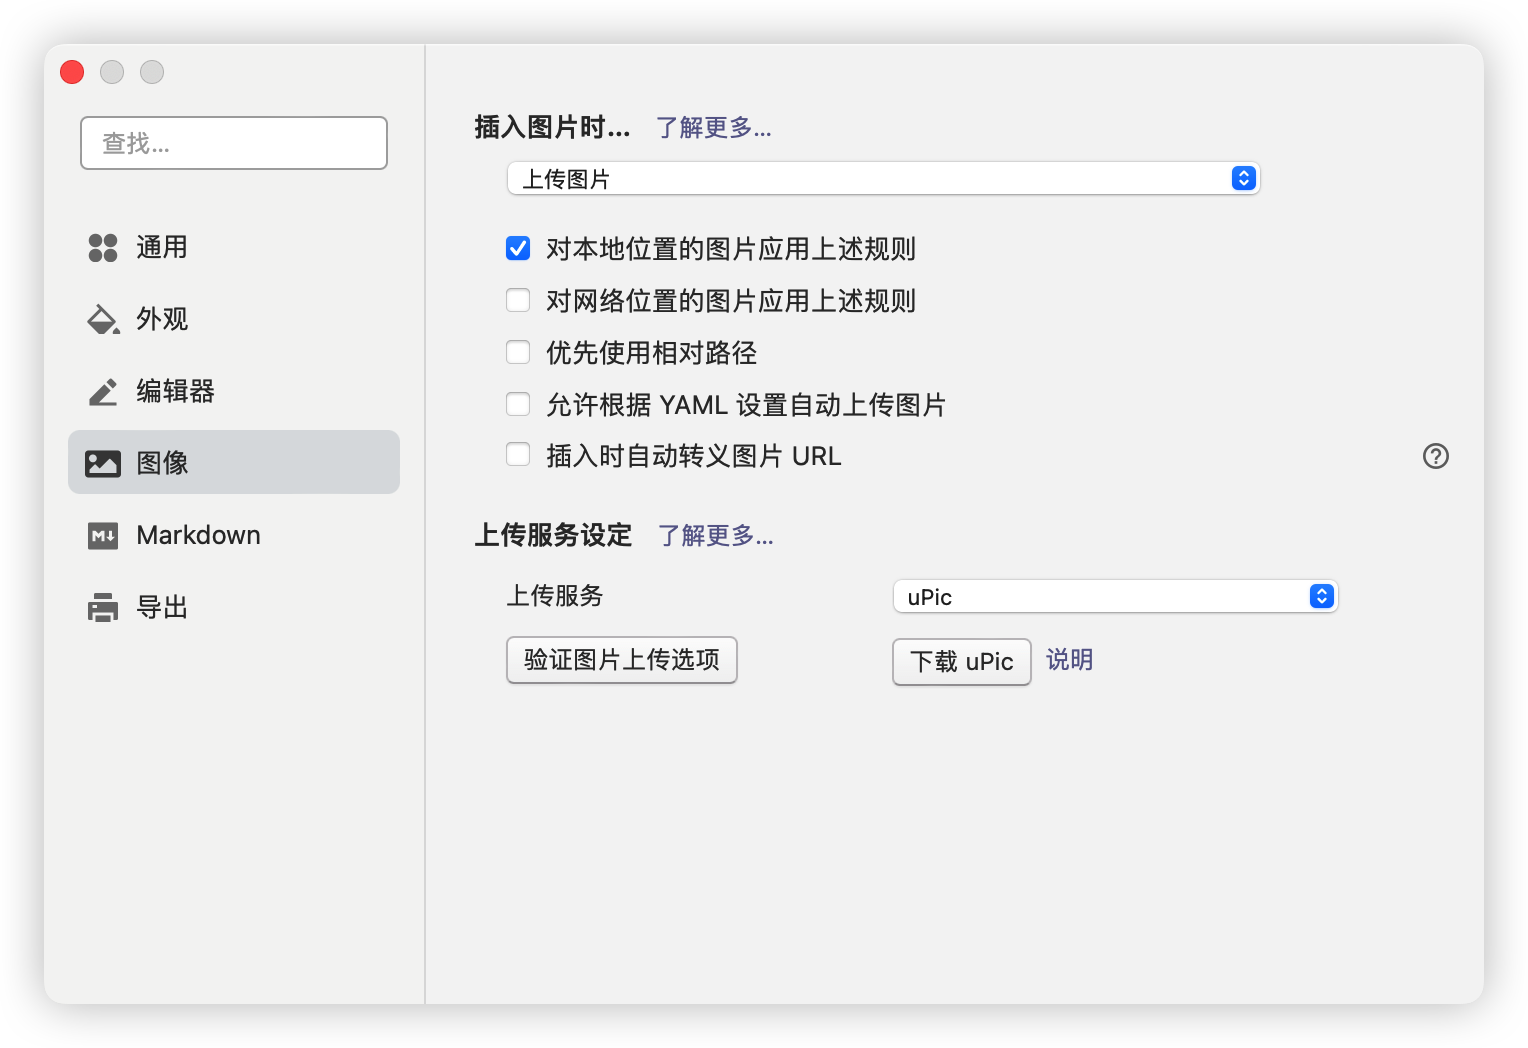 查找...
通用
外观
编辑器
图像
Markdown
导出
插入图片时... 了解更多...
上传图片
对本地位置的图片应用上述规则
对网络位置的图片应用上述规则
优先使用相对路径
允许根据 YAML 设置自动上传图片
插入时自动转义图片 URL
上传服务设定 了解更多...
上传服务 uPic
验证图片上传选项 下载 uPic 说明